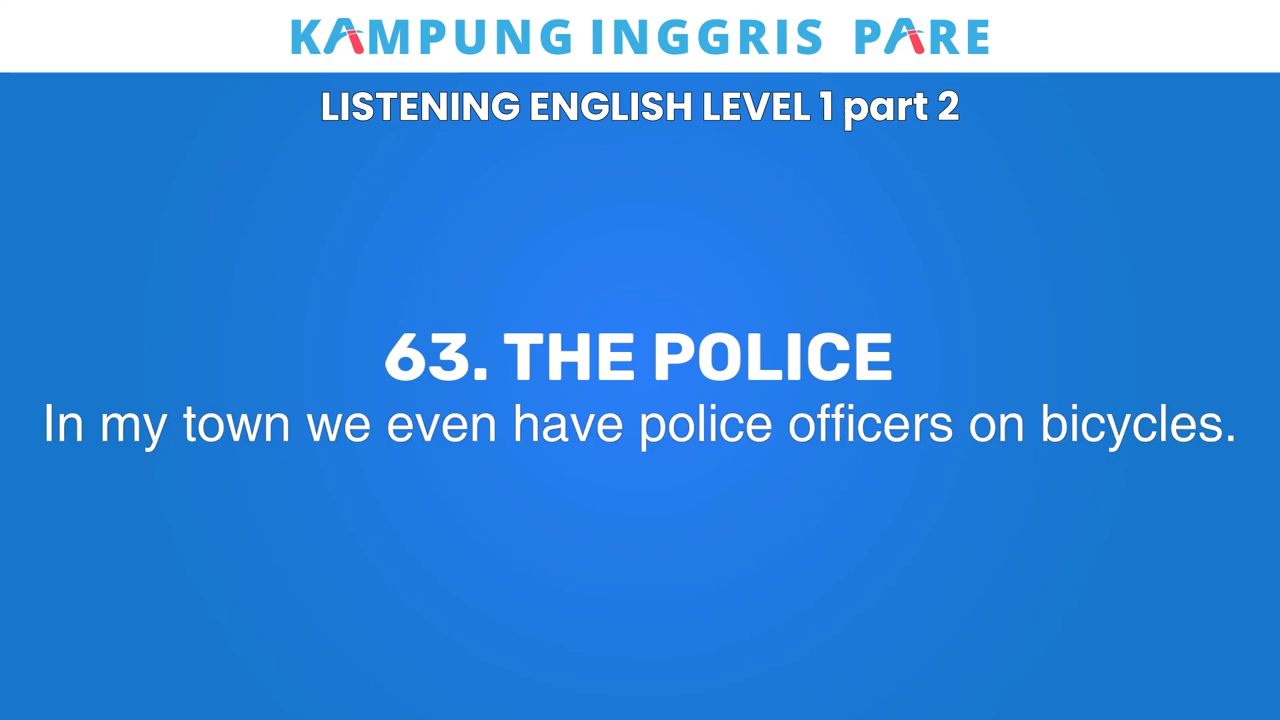 KAMPUNG INGGRIS PARE
LISTENING ENGLISH LEVEL 1 part 2
63. THE POLICE
In my town we even have police officers on bicycles.